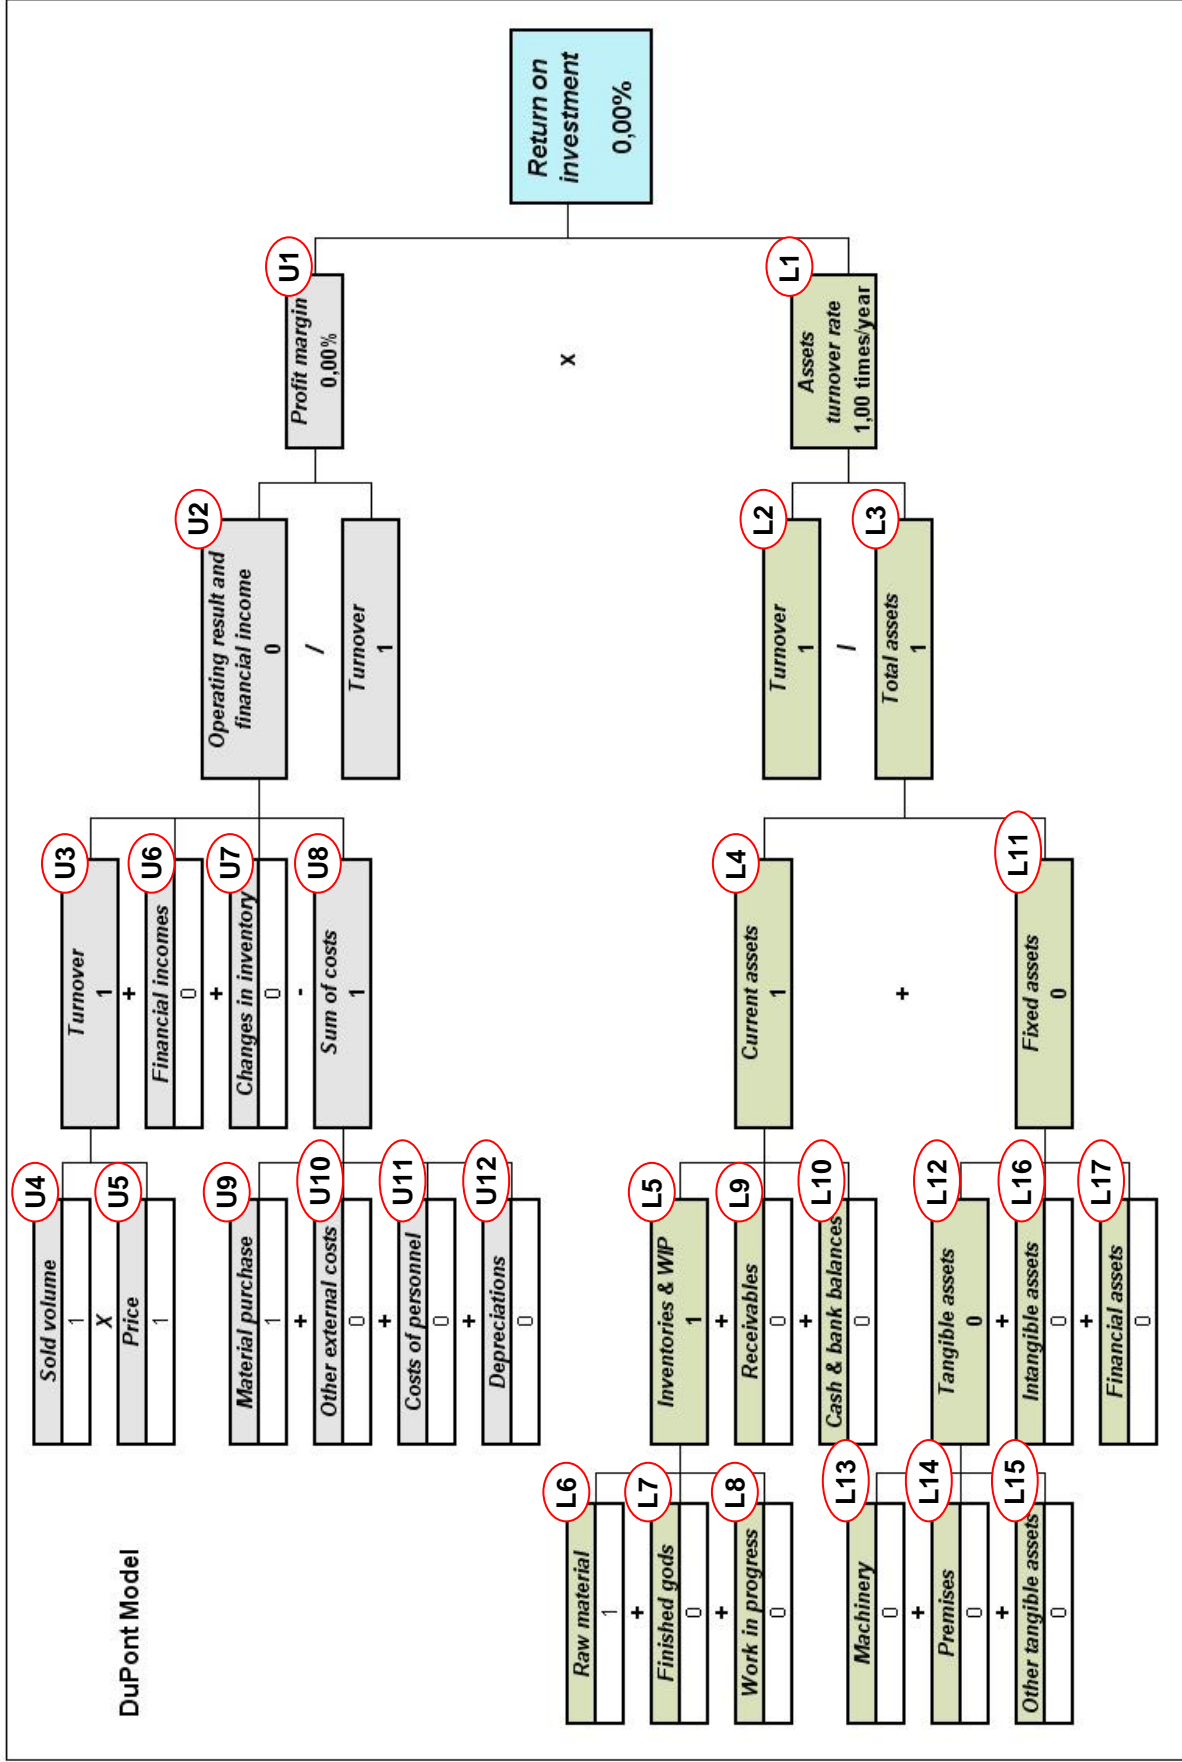 DuPont Model
U4
Sold volume
1
X
U5
Price
1
U9
Material purchase
1
+
U10
Other external costs
0
+
U11
Costs of personnel
0
+
U12
Depreciations
0
U3
Turnover
1
+
U6
Financial incomes
0
+
U7
Changes in inventory
0
-
U8
Sum of costs
1
U2
Operating result and
financial income
0
/
Turnover
1
U1
Profit margin
0,00%
x
Return on
investment
0,00%
L6
Raw material
1
+
L7
Finished gods
0
+
L8
Work in progress
0
L13
Machinery
0
+
L14
Premises
0
+
L15
Other tangible assets
0
L5
Inventories & WIP
1
+
L9
Receivables
0
+
L10
Cash & bank balances
0
L12
Tangible assets
0
+
L16
Intangible assets
0
+
L17
Financial assets
0
L4
Current assets
1
+
L11
Fixed assets
0
L2
Turnover
1
/
L3
Total assets
1
L1
Assets
turnover rate
1,00 times/year